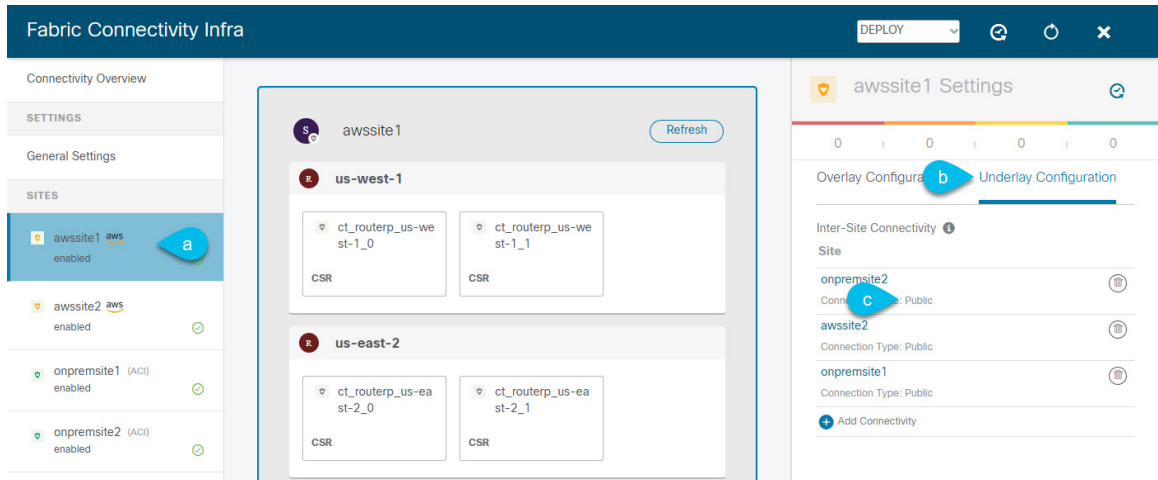 Fabric Connectivity Infra
DEPLOY
Connectivity Overview
SETTINGS
General Settings
SITES
awssite1 aws
enabled
a
awssite2 aws
enabled
onpremsite1 (ACI)
enabled
onpremsite2 (ACI)
enabled
S
awssite1
Refresh
R
us-west-1
ct_routerp_us-we
st-1_0
CSR
ct_routerp_us-we
st-1_1
CSR
R
us-east-2
ct_routerp_us-ea
st-2_0
CSR
ct_routerp_us-ea
st-2_1
CSR
awssite1 Settings
0 0 0 0
Overlay Configura
b
Underlay Configuration
Inter-Site Connectivity
Site
onpremsite2
c
Public
awssite2
Connection Type: Public
onpremsite1
Connection Type: Public
Add Connectivity